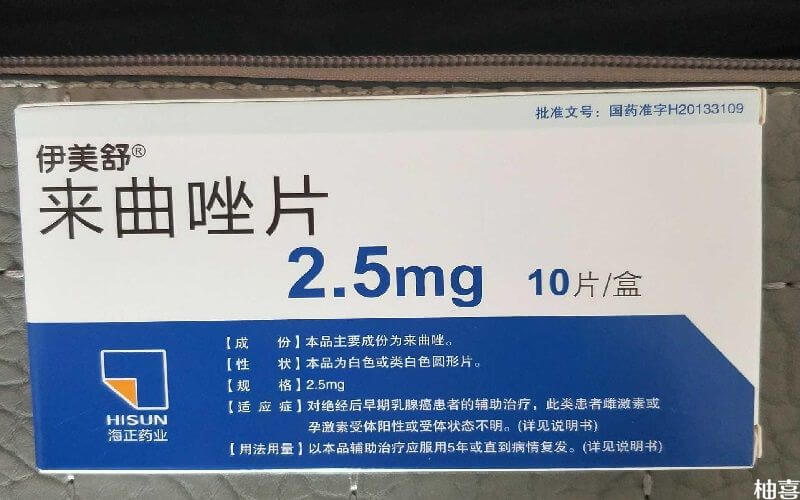 批准文号：国药准字H20133109
伊美舒®
来曲唑片
2.5mg 10片/盒
【成　份】本品主要成份为来曲唑。
【性　状】本品为白色或类白色圆形片。
【规　格】2.5mg
【适应症】对绝经后早期乳腺癌患者的辅助治疗，此类患者雌激素或
孕激素受体阳性或受体状态不明。(详见说明书)
【用法用量】以本品辅助治疗应服用5年或直到病情复发。(详见说明书)
HISUN
海正药业
柚喜